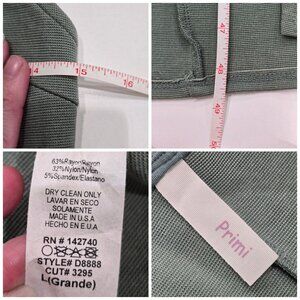 14 15 16
47 48 49
63%Rayon/Rayon
32%Nylon/Nylon
5%Spandex/Elastano
DRY CLEAN ONLY
LAVAR EN SECO
SOLAMENTE
MADE IN U.S.A
HECHO EN E.U.A
RN # 142740
STYLE# D8888
CUT# 3295
L(Grande)
Primi